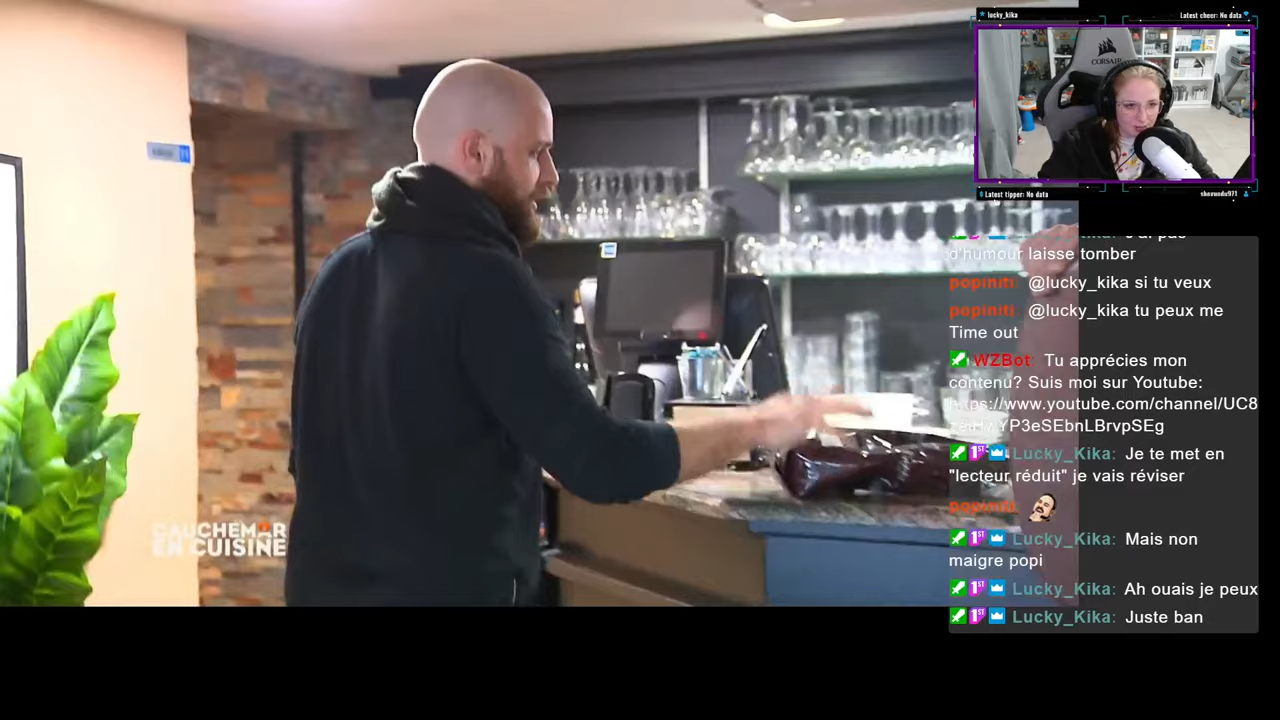 lucky_kika
Latest cheer: No data
CORSAIR
Latest tipper: No data
d'humour laisse tomber
popiniti: @lucky_kika si tu veux
popiniti: @lucky_kika tu peux me
Time out
WZBot: Tu apprécies mon
contenu? Suis moi sur Youtube:
https://www.youtube.com/channel/UC8
Lucky_Kika: Je te met en
"lecteur réduit" je vais réviser
popiniti:
Lucky_Kika: Mais non
maigre popi
Lucky_Kika: Ah ouais je peux
Lucky_Kika: Juste ban
CAUCHEMAR
EN CUISINE